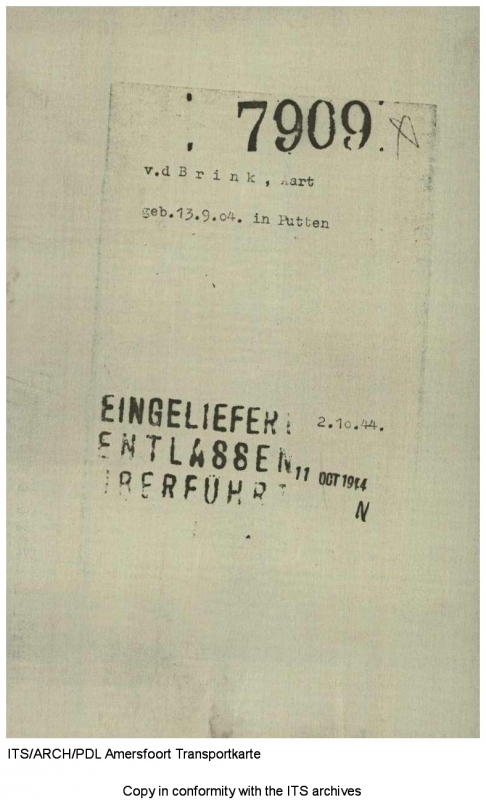 7909.
v.d B r i n k , Aart
geb.13.9.04. in Putten
EINGELIEFERT 2.10.44.
ENTLASSEN 11 OCT 1944
ÜBERFÜHRT N
ITS/ARCH/PDL Amersfoort Transportkarte
Copy in conformity with the ITS archives